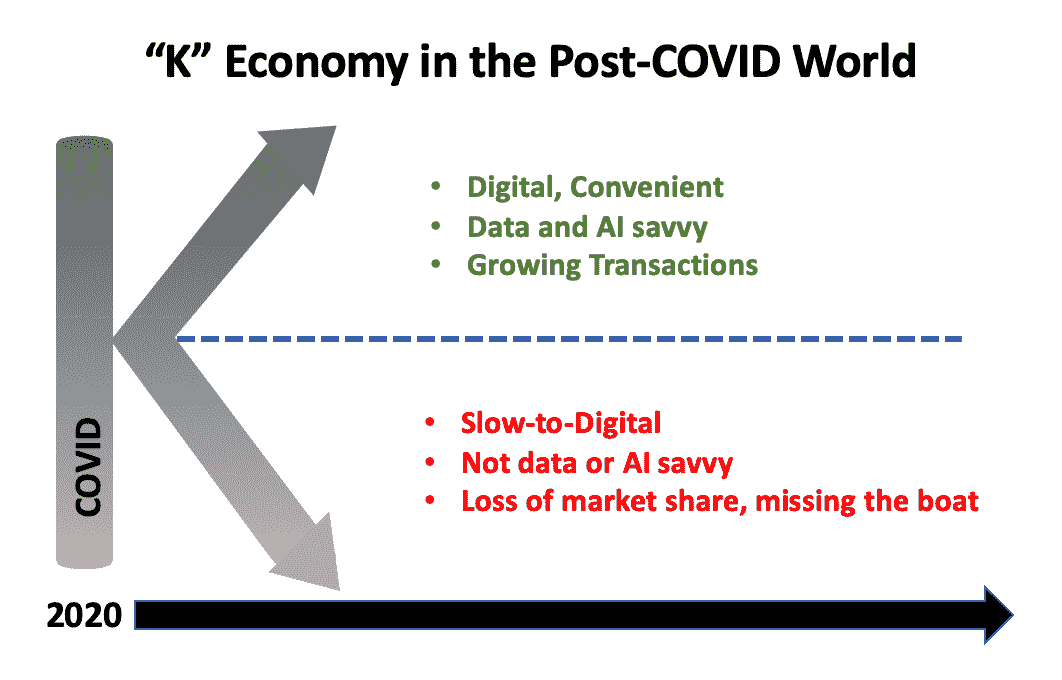 “K” Economy in the Post-COVID World
• Digital, Convenient
• Data and AI savvy
• Growing Transactions
COVID
• Slow-to-Digital
• Not data or AI savvy
• Loss of market share, missing the boat
2020